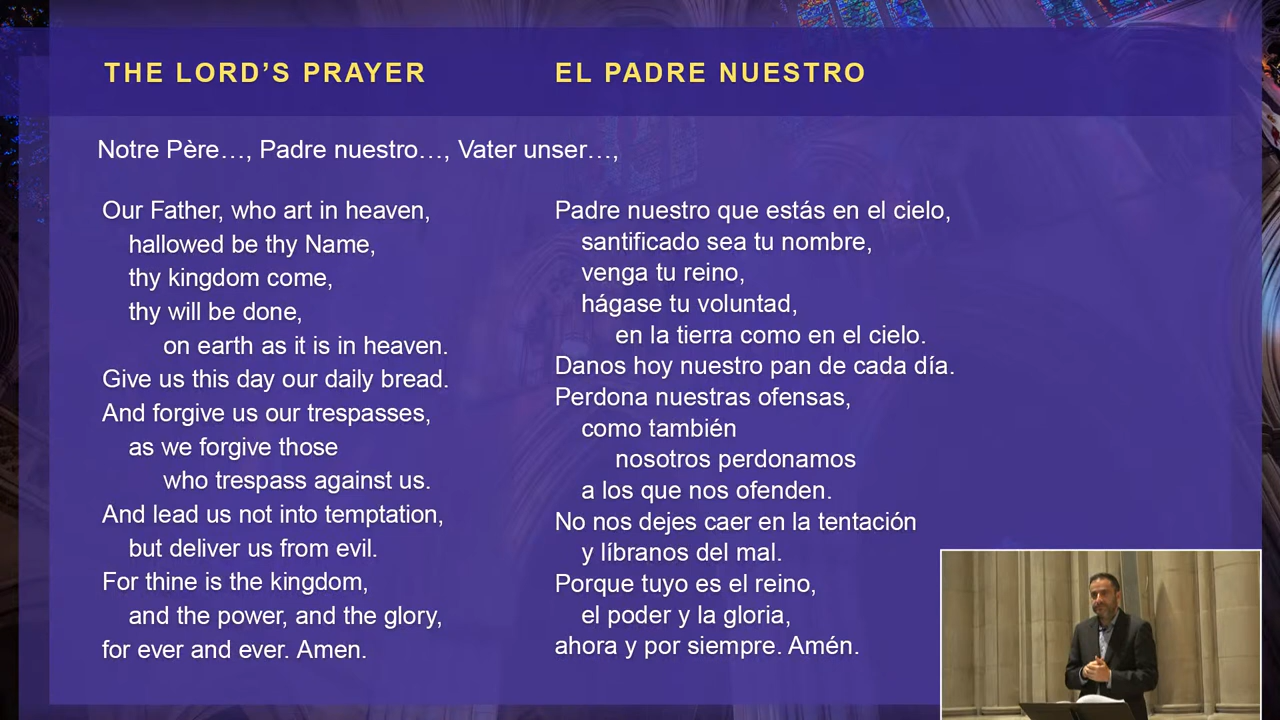 THE LORD’S PRAYER
EL PADRE NUESTRO
Notre Père…, Padre nuestro…, Vater unser…,
Our Father, who art in heaven,
hallowed be thy Name,
thy kingdom come,
thy will be done,
on earth as it is in heaven.
Give us this day our daily bread.
And forgive us our trespasses,
as we forgive those
who trespass against us.
And lead us not into temptation,
but deliver us from evil.
For thine is the kingdom,
and the power, and the glory,
for ever and ever. Amen.
Padre nuestro que estás en el cielo,
santificado sea tu nombre,
venga tu reino,
hágase tu voluntad,
en la tierra como en el cielo.
Danos hoy nuestro pan de cada día.
Perdona nuestras ofensas,
como también
nosotros perdonamos
a los que nos ofenden.
No nos dejes caer en la tentación
y líbranos del mal.
Porque tuyo es el reino,
el poder y la gloria,
ahora y por siempre. Amén.